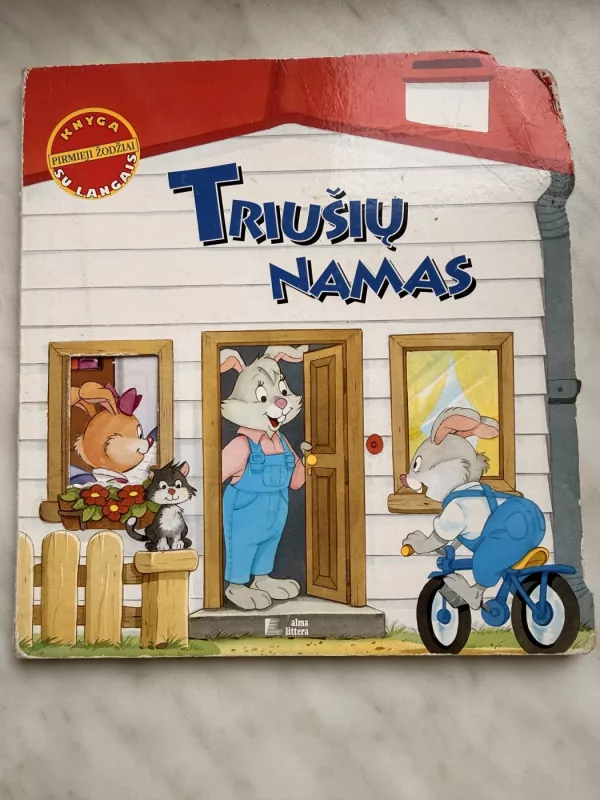 KNYGA
PIRMIEJI ŽODŽIAI
SU LANGAIS
TRIUŠIŲ
NAMAS
alma
littera